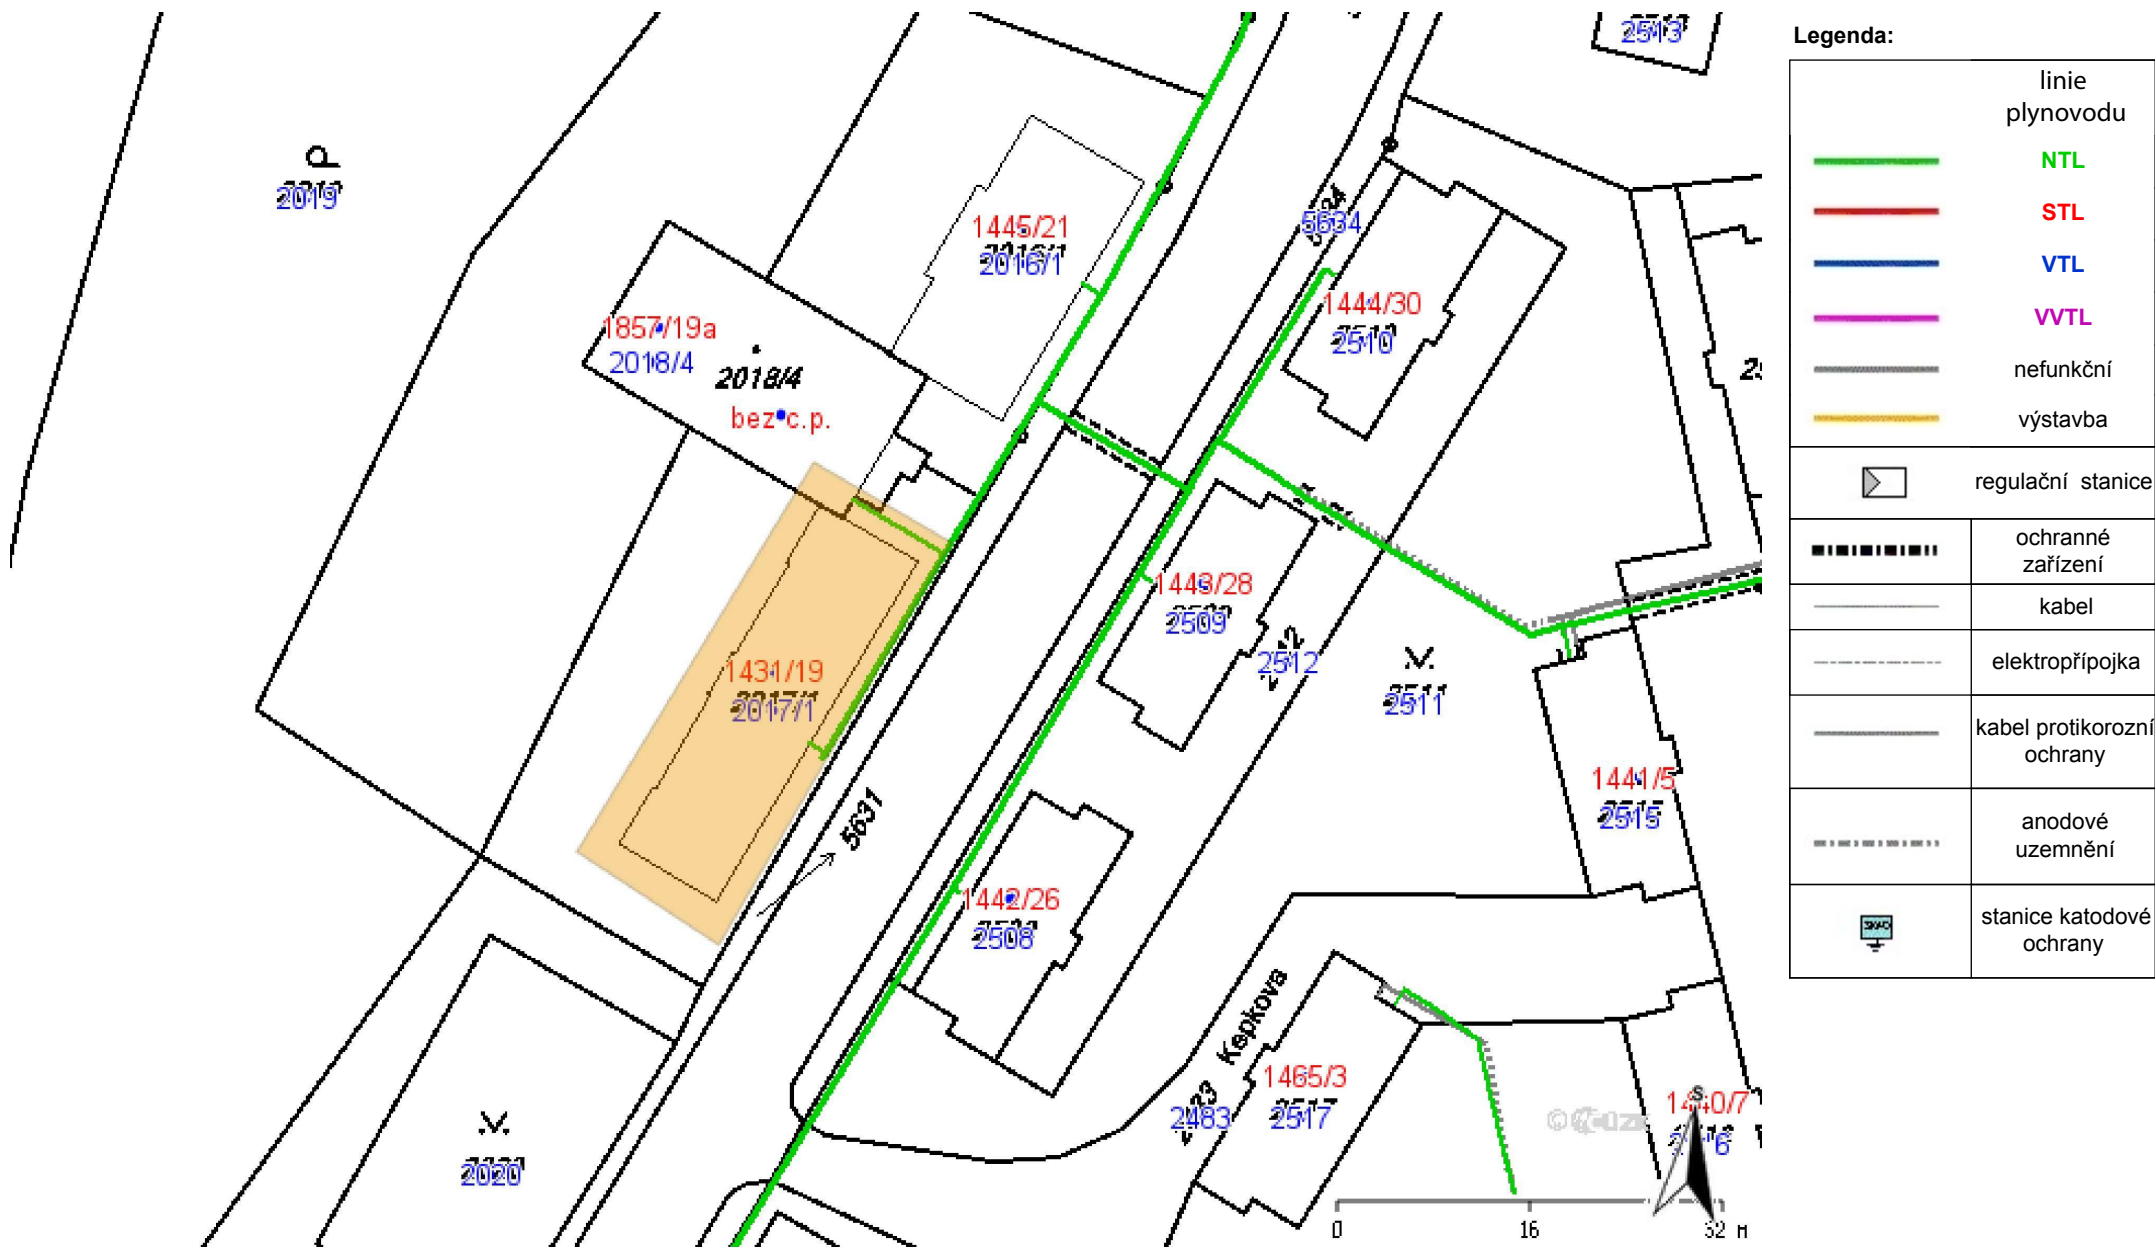 Legenda:
linie
plynovodu
NTL
STL
VTL
VVTL
nefunkční
výstavba
regulační stanice
ochranné
zařízení
kabel
elektropřípojka
kabel protikorozní
ochrany
anodové
uzemnění
stanice katodové
ochrany
2513
2019
1445/21
2016/1
5634
1444/30
2510
1857/19a
2018/4
2018/4
bez c.p.
1443/28
2509
2512
2511
1431/19
2017/1
1441/5
2515
5631
1442/26
2508
Kepkova
1465/3
2483
2517
1440/7
2020
S
0
16
32 M